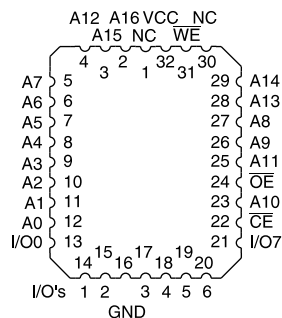 A12 A16 VCC NC
A15 NC W̅E̅
4 2 32 30
3 1 31
A7 5 29 A14
A6 6 28 A13
A5 7 27 A8
A4 8 26 A9
A3 9 25 A11
A2 10 24 O̅E̅
A1 11 23 A10
A0 12 22 C̅E̅
I/O0 13 21 I/O7
15 17 19
14 16 18 20
I/O's 1 2 3 4 5 6
GND